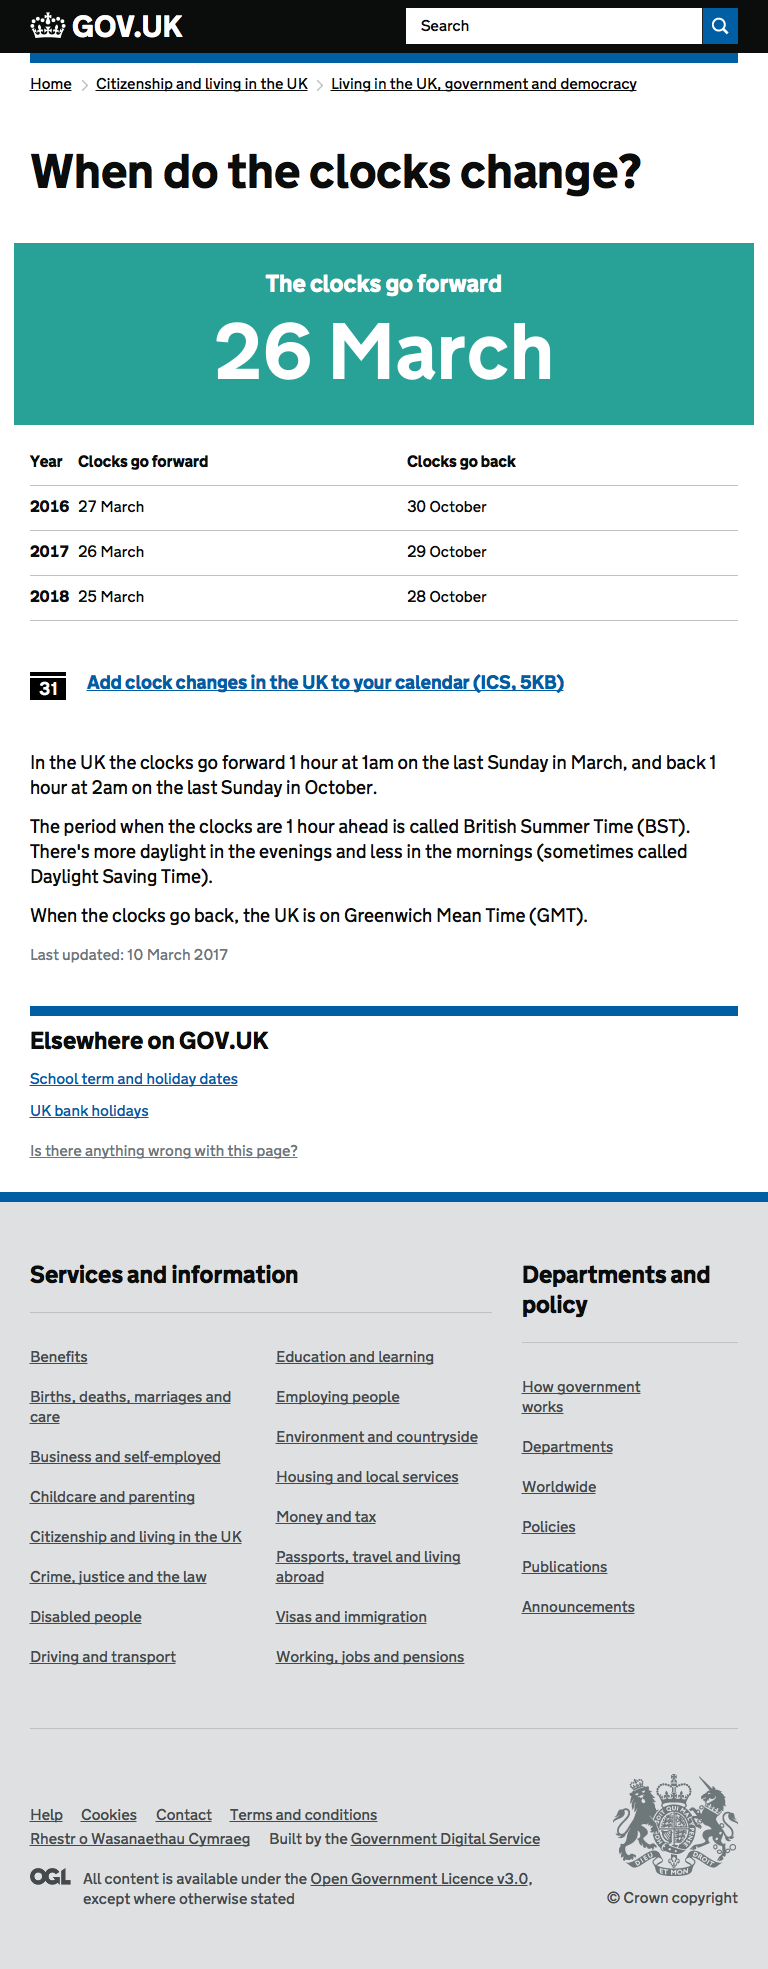 GOV.UK
Search
Home Citizenship and living in the UK Living in the UK, government and democracy
When do the clocks change?
The clocks go forward
26 March
Year Clocks go forward Clocks go back
2016 27 March 30 October
2017 26 March 29 October
2018 25 March 28 October
31 Add clock changes in the UK to your calendar (ICS, 5KB)
In the UK the clocks go forward 1 hour at 1am on the last Sunday in March, and back 1
hour at 2am on the last Sunday in October.
The period when the clocks are 1 hour ahead is called British Summer Time (BST).
There's more daylight in the evenings and less in the mornings (sometimes called
Daylight Saving Time).
When the clocks go back, the UK is on Greenwich Mean Time (GMT).
Last updated: 10 March 2017
Elsewhere on GOV.UK
School term and holiday dates
UK bank holidays
Is there anything wrong with this page?
Services and information
Benefits
Births, deaths, marriages and
care
Business and self-employed
Childcare and parenting
Citizenship and living in the UK
Crime, justice and the law
Disabled people
Driving and transport
Education and learning
Employing people
Environment and countryside
Housing and local services
Money and tax
Passports, travel and living
abroad
Visas and immigration
Working, jobs and pensions
Departments and
policy
How government
works
Departments
Worldwide
Policies
Publications
Announcements
Help Cookies Contact Terms and conditions
Rhestr o Wasanaethau Cymraeg Built by the Government Digital Service
OGL All content is available under the Open Government Licence v3.0,
except where otherwise stated
DIEU ET MON DROIT
© Crown copyright